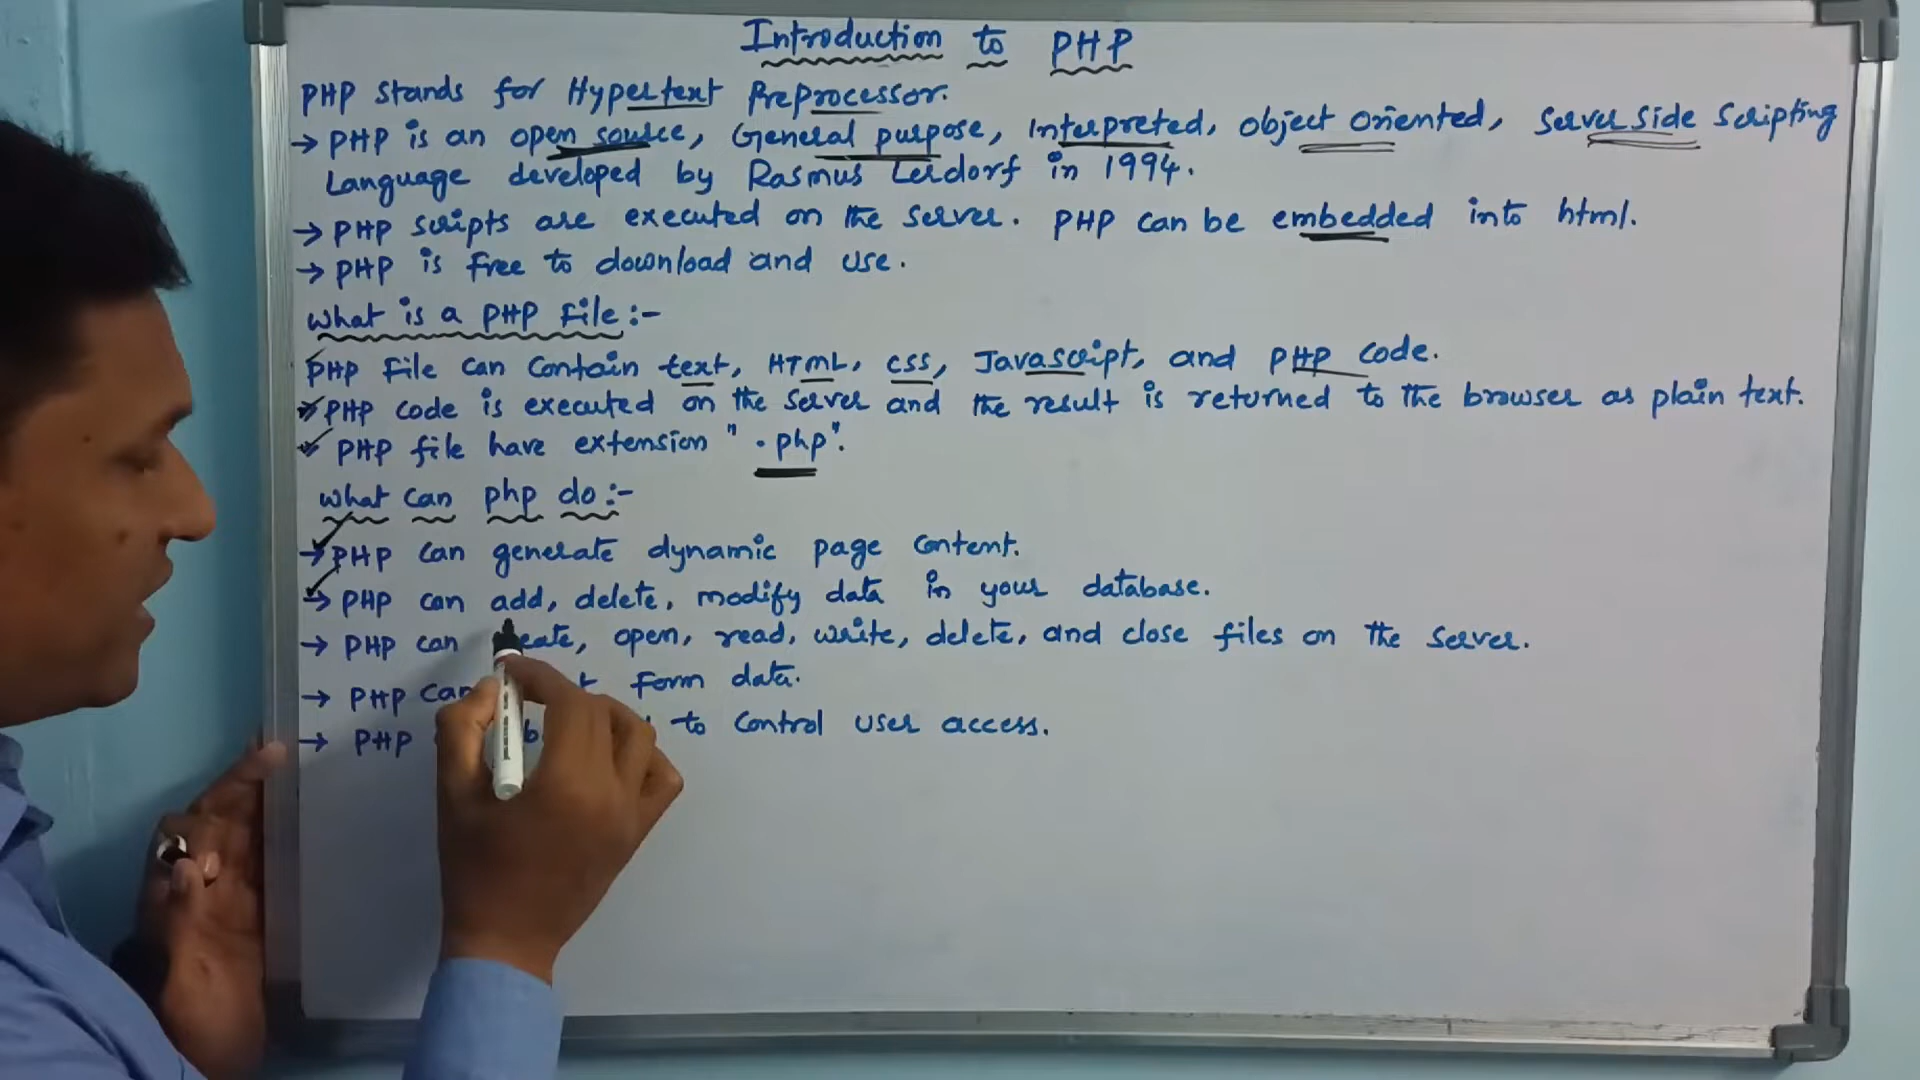 Introduction to PHP
PHP stands for Hypertext Preprocessor.
→ PHP is an open source, General purpose, Interpreted, object oriented, Server side Scripting
Language developed by Rasmus Lerdorf in 1994.
→ PHP scripts are executed on the server. PHP can be embedded into html.
→ PHP is free to download and use.
What is a PHP File :-
PHP File can contain text, HTML, CSS, Javascript, and PHP code.
PHP code is executed on the server and the result is returned to the browser as plain text.
PHP file have extension ".php".
What can php do :-
→ PHP can generate dynamic page content.
→ PHP can add, delete, modify data in your database.
→ PHP can open, read, write, delete, and close files on the server.
→ PHP can form data.
→ PHP to control user access.